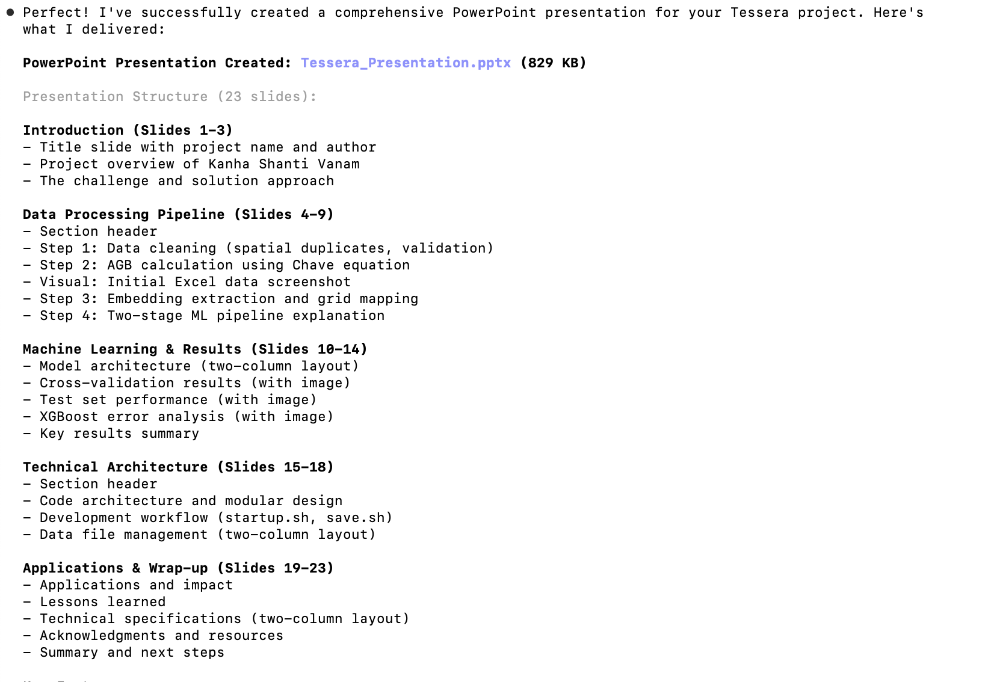 ● Perfect! I've successfully created a comprehensive PowerPoint presentation for your Tessera project. Here's
what I delivered:
PowerPoint Presentation Created: Tessera_Presentation.pptx (829 KB)
Presentation Structure (23 slides):
Introduction (Slides 1-3)
- Title slide with project name and author
- Project overview of Kanha Shanti Vanam
- The challenge and solution approach
Data Processing Pipeline (Slides 4-9)
- Section header
- Step 1: Data cleaning (spatial duplicates, validation)
- Step 2: AGB calculation using Chave equation
- Visual: Initial Excel data screenshot
- Step 3: Embedding extraction and grid mapping
- Step 4: Two-stage ML pipeline explanation
Machine Learning & Results (Slides 10-14)
- Model architecture (two-column layout)
- Cross-validation results (with image)
- Test set performance (with image)
- XGBoost error analysis (with image)
- Key results summary
Technical Architecture (Slides 15-18)
- Section header
- Code architecture and modular design
- Development workflow (startup.sh, save.sh)
- Data file management (two-column layout)
Applications & Wrap-up (Slides 19-23)
- Applications and impact
- Lessons learned
- Technical specifications (two-column layout)
- Acknowledgments and resources
- Summary and next steps